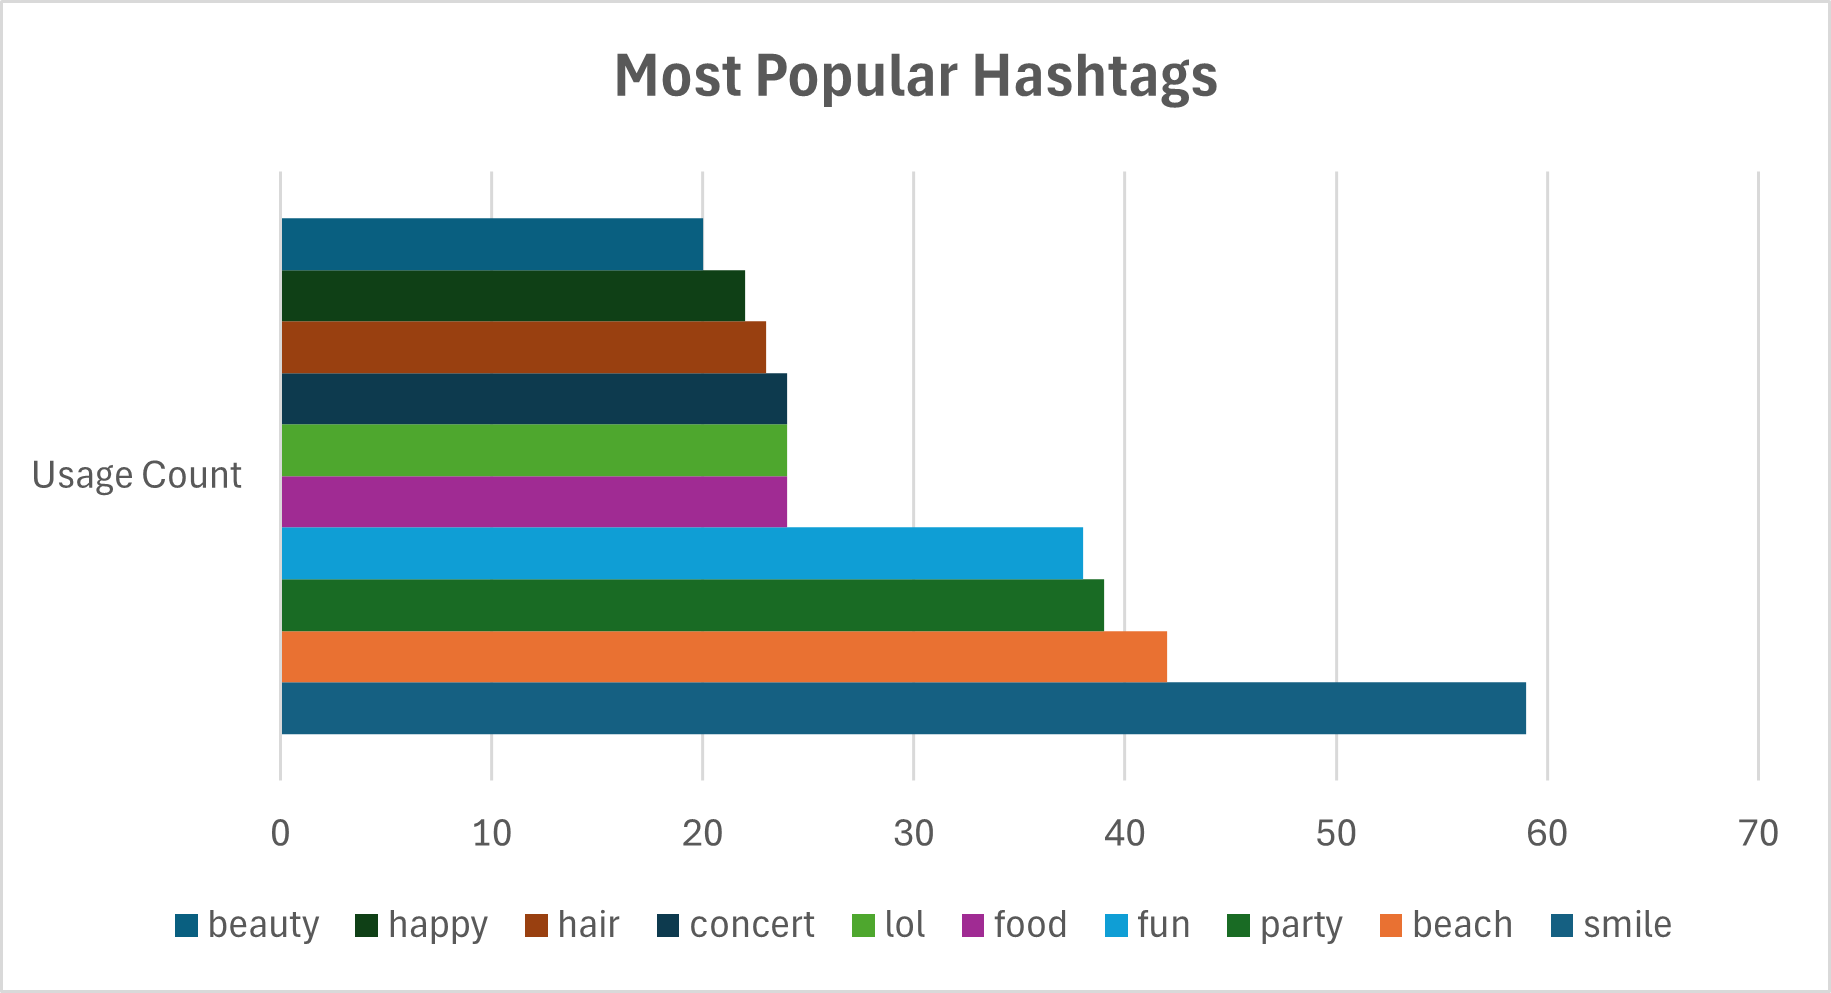 Most Popular Hashtags
Usage Count
0 10 20 30 40 50 60 70
beauty happy hair concert lol food fun party beach smile